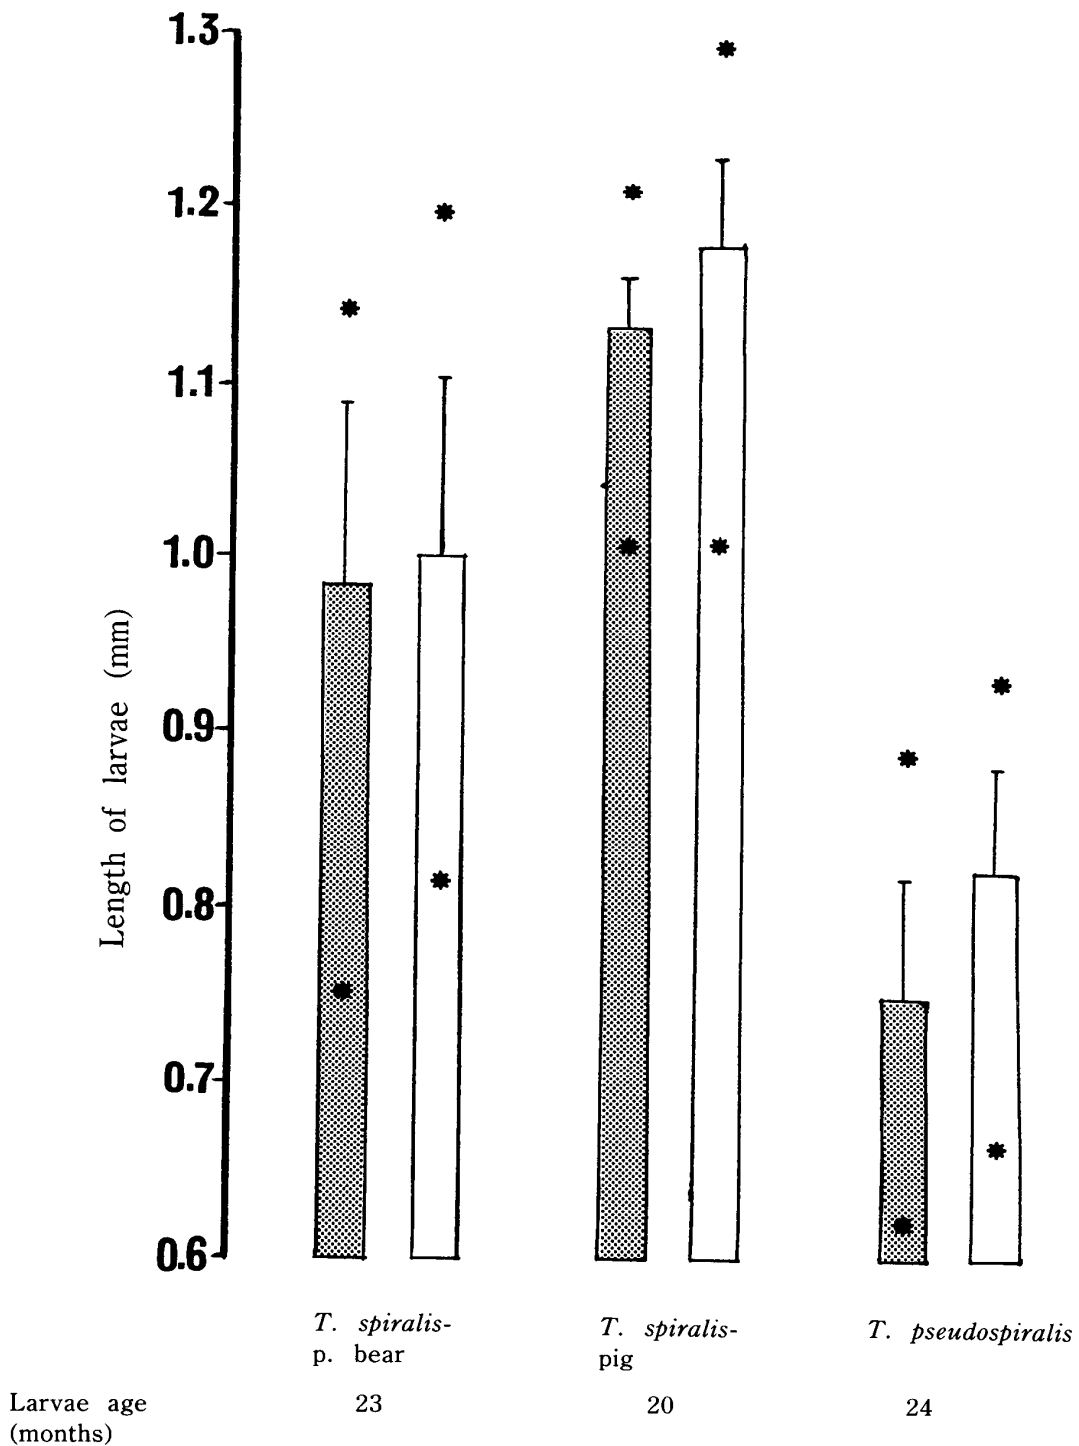 1.3
1.2
1.1
1.0
0.9
0.8
0.7
0.6
Length of larvae (mm)
T. spiralis-
p. bear
T. spiralis-
pig
T. pseudospiralis
Larvae age
(months)
23
20
24